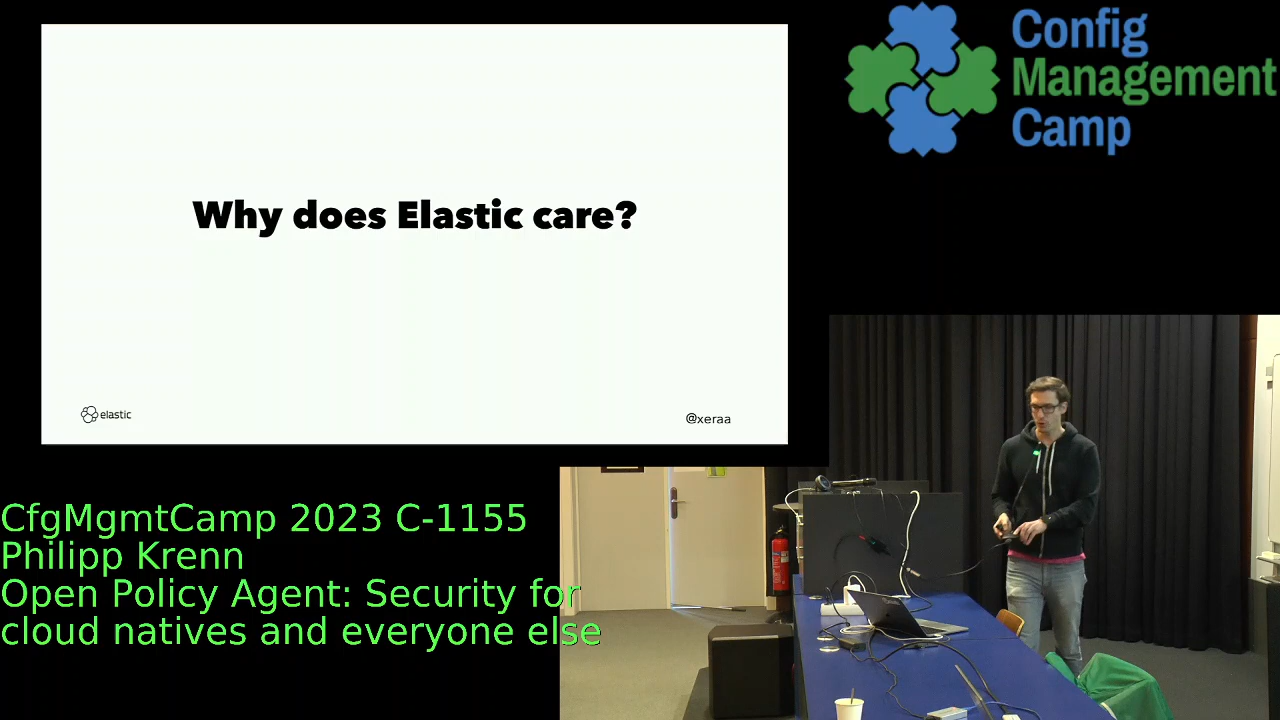 Config
Management
Camp
Why does Elastic care?
elastic
@xeraa
CfgMgmtCamp 2023 C-1155
Philipp Krenn
Open Policy Agent: Security for
cloud natives and everyone else